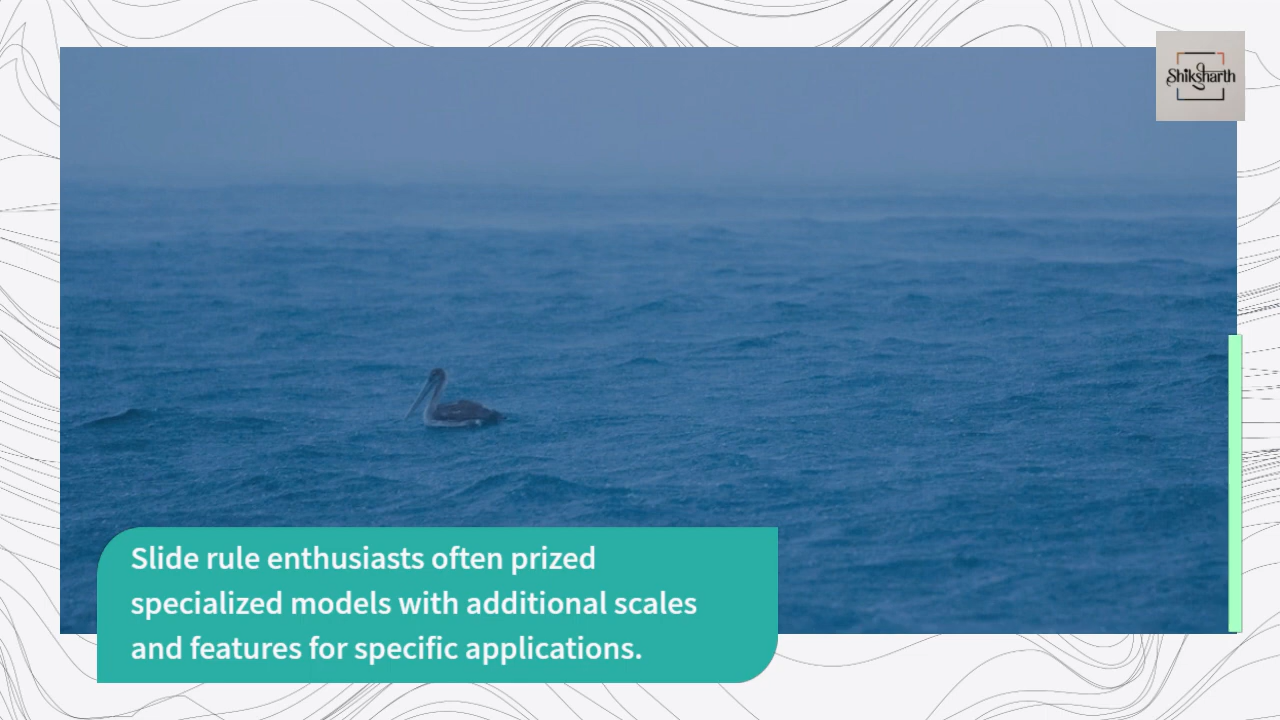 Shiksharth
Slide rule enthusiasts often prized
specialized models with additional scales
and features for specific applications.